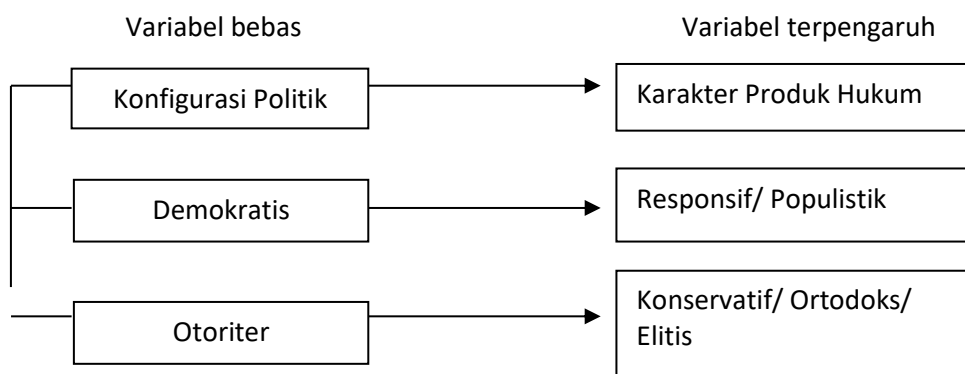 Variabel bebas
Variabel terpengaruh
Konfigurasi Politik
Karakter Produk Hukum
Demokratis
Responsif/ Populistik
Otoriter
Konservatif/ Ortodoks/
Elitis